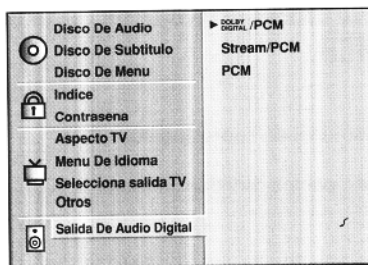 Disco De Audio
Disco De Subtitulo
Disco De Menu
Indice
Contrasena
Aspecto TV
Menu De Idioma
Selecciona salida TV
Otros
Salida De Audio Digital
DOLBY DIGITAL /PCM
Stream/PCM
PCM